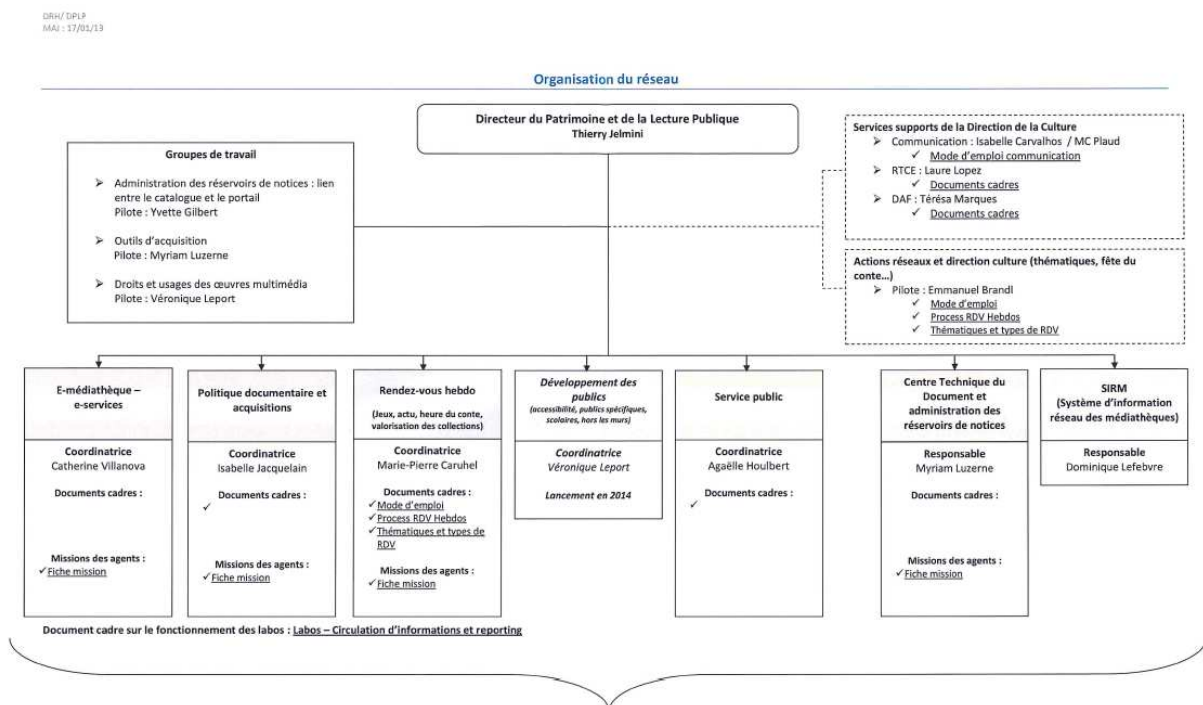 DRH/ DPLP
MAJ : 17/01/13
Organisation du réseau
Directeur du Patrimoine et de la Lecture Publique
Thierry Jelmini
Groupes de travail
➢ Administration des réservoirs de notices : lien
entre le catalogue et le portail
Pilote : Yvette Gilbert
➢ Outils d'acquisition
Pilote : Myriam Luzerne
➢ Droits et usages des œuvres multimédia
Pilote : Véronique Leport
Services supports de la Direction de la Culture
➢ Communication : Isabelle Carvalhos / MC Plaud
✓ Mode d'emploi communication
➢ RTCE : Laure Lopez
✓ Documents cadres
➢ DAF : Térésa Marques
✓ Documents cadres
Actions réseaux et direction culture (thématiques, fête du
conte…)
➢ Pilote : Emmanuel Brandl
✓ Mode d'emploi
✓ Process RDV Hebdos
✓ Thématiques et types de RDV
E-médiathèque –
e-services
Coordinatrice
Catherine Villanova
Documents cadres :
Missions des agents :
✓ Fiche mission
Politique documentaire et
acquisitions
Coordinatrice
Isabelle Jacquelain
Documents cadres :
✓
Missions des agents :
✓ Fiche mission
Rendez-vous hebdo
(Jeux, actu, heure du conte,
valorisation des collections)
Coordinatrice
Marie-Pierre Caruhel
Documents cadres :
✓ Mode d'emploi
✓ Process RDV Hebdos
✓ Thématiques et types de
RDV
Missions des agents :
✓ Fiche mission
Développement des
publics
(accessibilité, publics spécifiques,
scolaires, hors les murs)
Coordinatrice
Véronique Leport
Lancement en 2014
Service public
Coordinatrice
Agaëlle Houlbert
Documents cadres :
✓
Centre Technique du
Document et
administration des
réservoirs de notices
Responsable
Myriam Luzerne
Documents cadres :
Missions des agents :
✓ Fiche mission
SIRM
(Système d'information
réseau des médiathèques)
Responsable
Dominique Lefebvre
Document cadre sur le fonctionnement des labos : Labos – Circulation d'informations et reporting